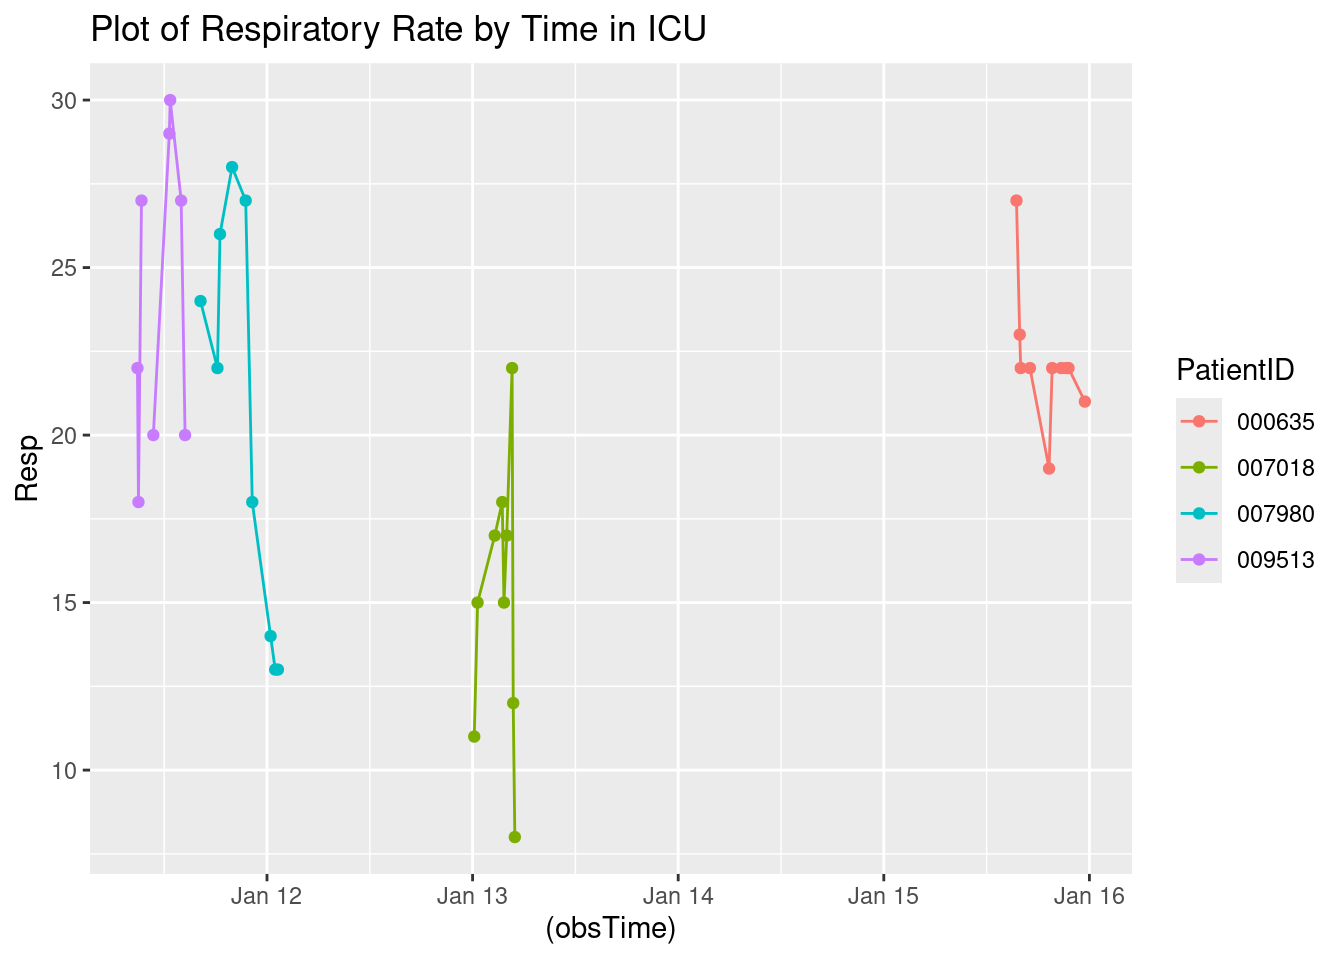 Plot of Respiratory Rate by Time in ICU
30
25
20
15
10
Resp
Jan 12
Jan 13
Jan 14
Jan 15
Jan 16
(obsTime)
PatientID
000635
007018
007980
009513